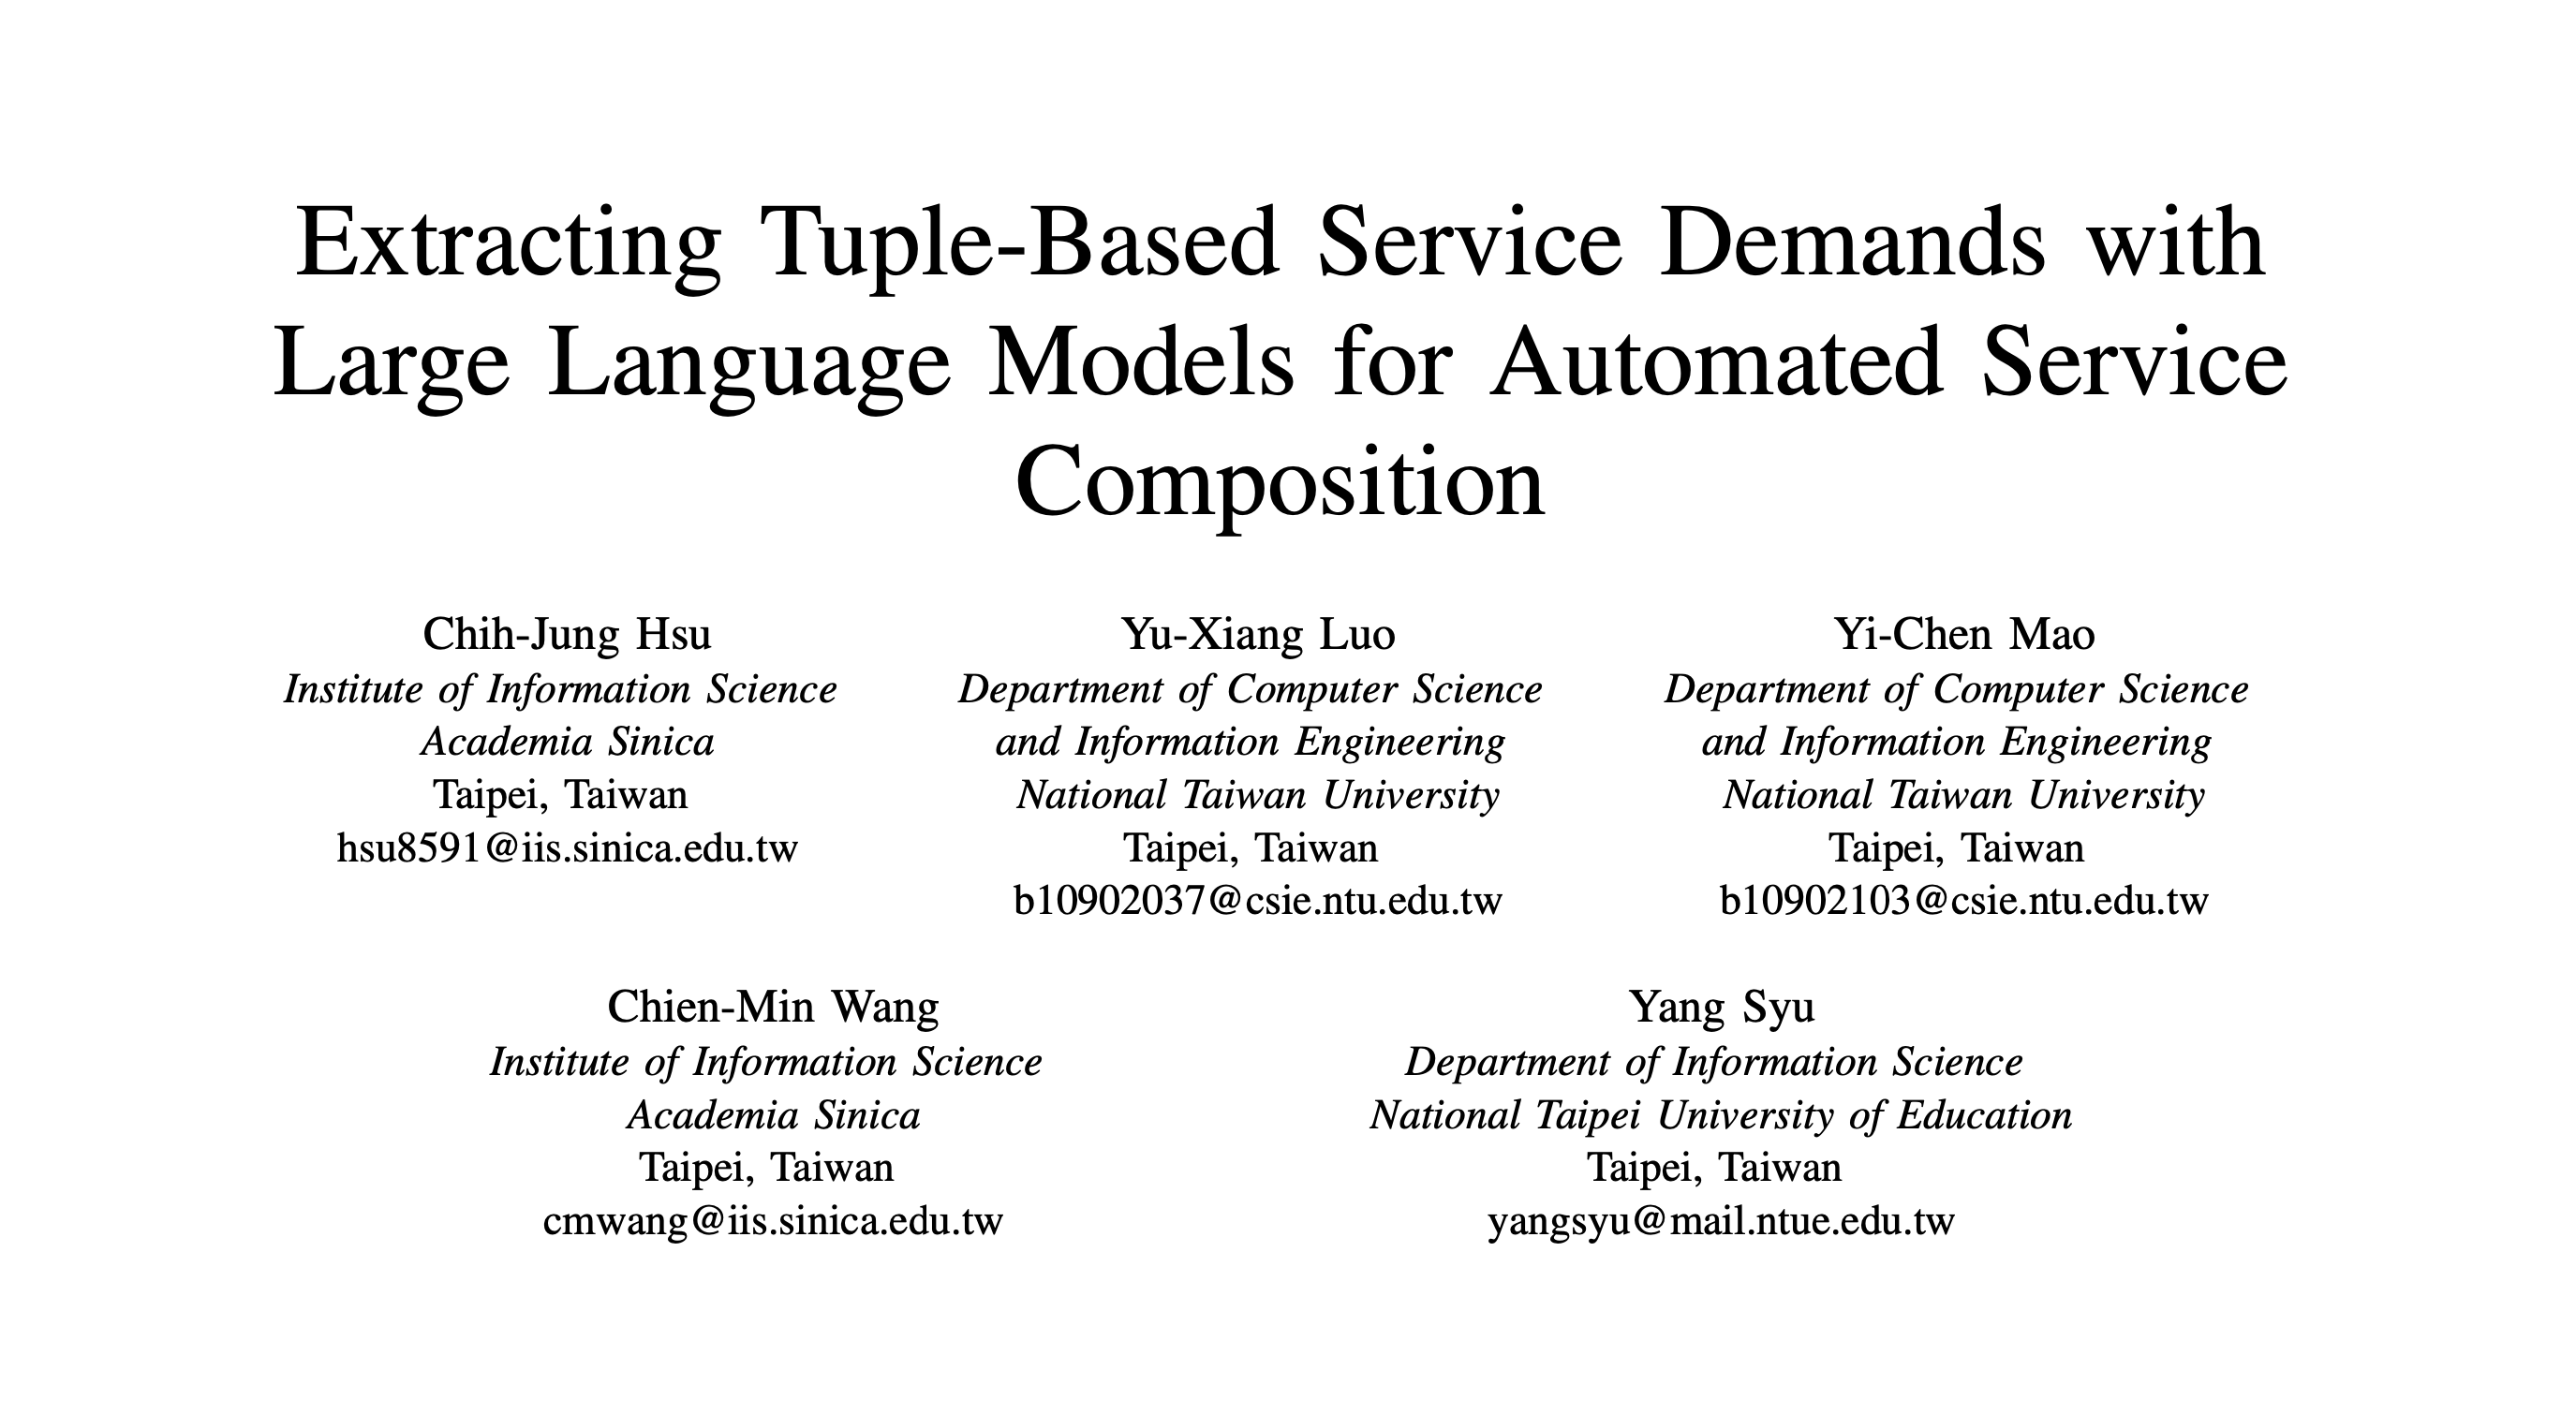 Extracting Tuple-Based Service Demands with
Large Language Models for Automated Service
Composition
Chih-Jung Hsu
Institute of Information Science
Academia Sinica
Taipei, Taiwan
hsu8591@iis.sinica.edu.tw
Yu-Xiang Luo
Department of Computer Science
and Information Engineering
National Taiwan University
Taipei, Taiwan
b10902037@csie.ntu.edu.tw
Yi-Chen Mao
Department of Computer Science
and Information Engineering
National Taiwan University
Taipei, Taiwan
b10902103@csie.ntu.edu.tw
Chien-Min Wang
Institute of Information Science
Academia Sinica
Taipei, Taiwan
cmwang@iis.sinica.edu.tw
Yang Syu
Department of Information Science
National Taipei University of Education
Taipei, Taiwan
yangsyu@mail.ntue.edu.tw